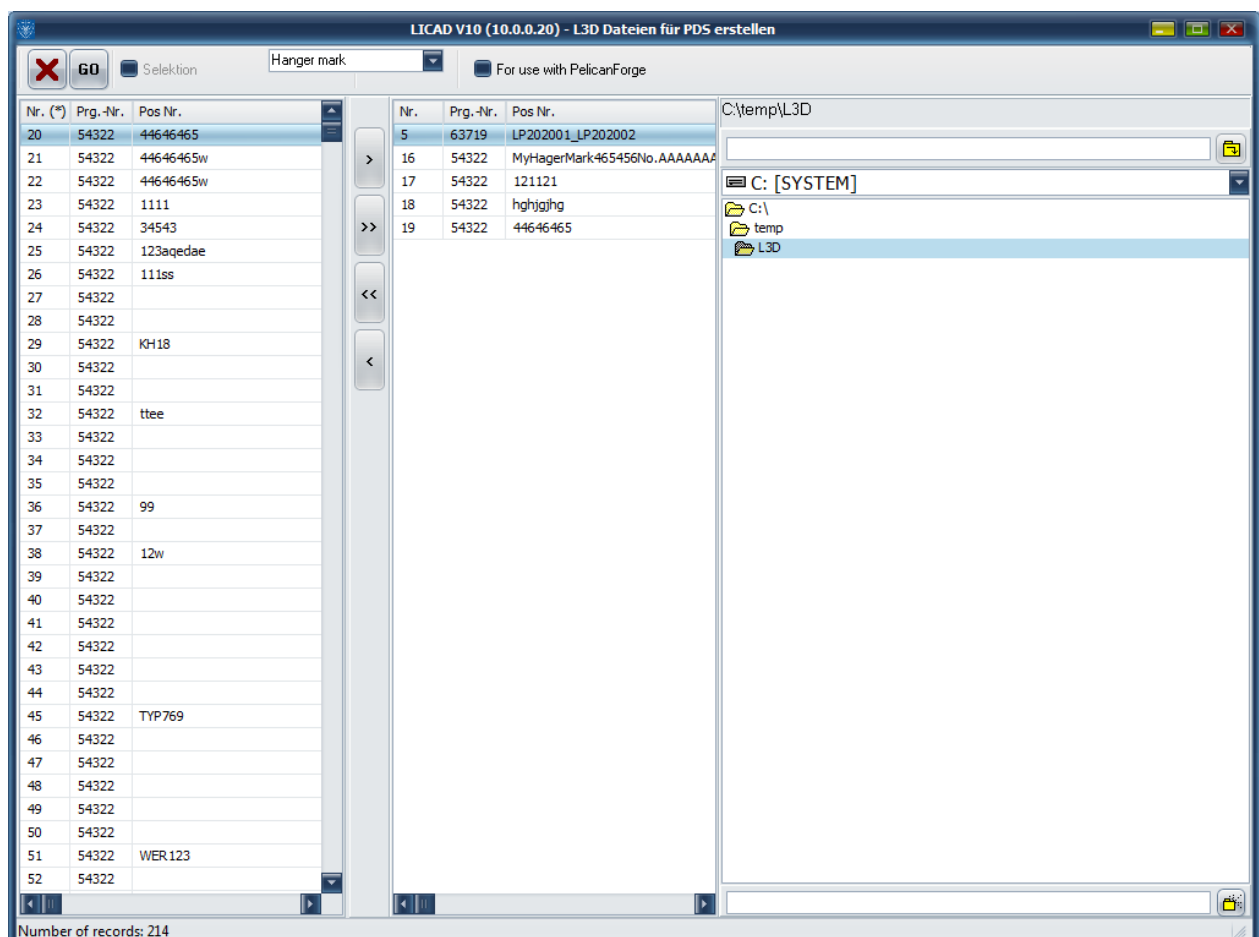 LICAD V10 (10.0.0.20) - L3D Dateien für PDS erstellen
GO
Selektion
Hanger mark
For use with PelicanForge
Nr. (*) Prg.-Nr. Pos Nr.
20 54322 44646465
21 54322 44646465w
22 54322 44646465w
23 54322 1111
24 54322 34543
25 54322 123aqedae
26 54322 111ss
27 54322
28 54322
29 54322 KH18
30 54322
31 54322
32 54322 ttee
33 54322
34 54322
35 54322
36 54322 99
37 54322
38 54322 12w
39 54322
40 54322
41 54322
42 54322
43 54322
44 54322
45 54322 TYP769
46 54322
47 54322
48 54322
49 54322
50 54322
51 54322 WER123
52 54322
>
>>
<<
<
Nr. Prg.-Nr. Pos Nr.
5 63719 LP202001_LP202002
16 54322 MyHagerMark465456No.AAAAAAA
17 54322 121121
18 54322 hghjgjhg
19 54322 44646465
C:\temp\L3D
C: [SYSTEM]
C:\
temp
L3D
Number of records: 214